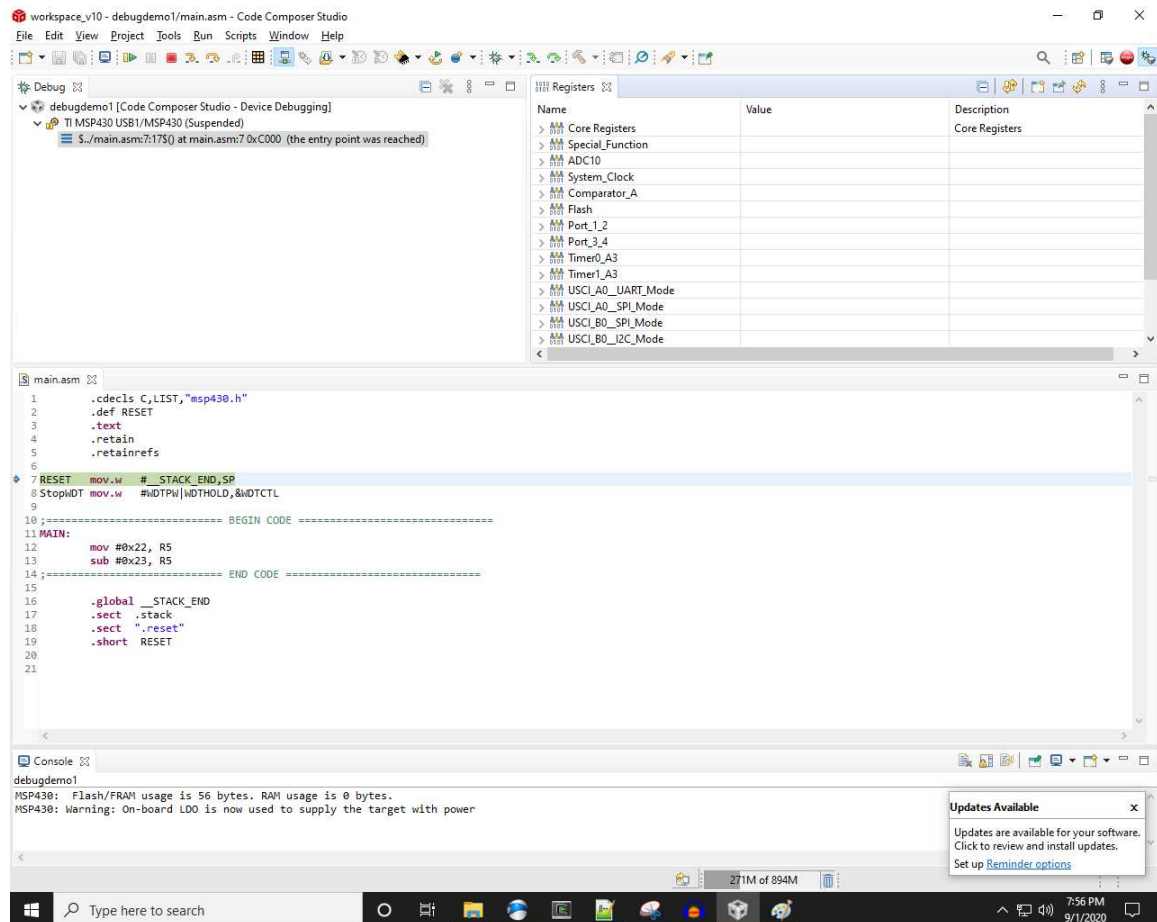 workspace_v10 - debugdemo1/main.asm - Code Composer Studio
File Edit View Project Tools Run Scripts Window Help
Debug
debugdemo1 [Code Composer Studio - Device Debugging]
TI MSP430 USB1/MSP430 (Suspended)
$../main.asm:7:17$() at main.asm:7 0xC000 (the entry point was reached)
Registers
Name Value Description
Core Registers Core Registers
Special_Function
ADC10
System_Clock
Comparator_A
Flash
Port_1_2
Port_3_4
Timer0_A3
Timer1_A3
USCI_A0__UART_Mode
USCI_A0__SPI_Mode
USCI_B0__SPI_Mode
USCI_B0__I2C_Mode
main.asm
1 .cdecls C,LIST,"msp430.h"
2 .def RESET
3 .text
4 .retain
5 .retainrefs
6
7 RESET mov.w #__STACK_END,SP
8 StopWDT mov.w #WDTPW|WDTHOLD,&WDTCTL
9
10 ;============================ BEGIN CODE ===============================
11 MAIN:
12 mov #0x22, R5
13 sub #0x23, R5
14 ;============================ END CODE ===============================
15
16 .global __STACK_END
17 .sect .stack
18 .sect ".reset"
19 .short RESET
20
21
Console
debugdemo1
MSP430: Flash/FRAM usage is 56 bytes. RAM usage is 0 bytes.
MSP430: Warning: On-board LDO is now used to supply the target with power
Updates Available x
Updates are available for your software.
Click to review and install updates.
Set up Reminder options
271M of 894M
Type here to search
7:56 PM
9/1/2020